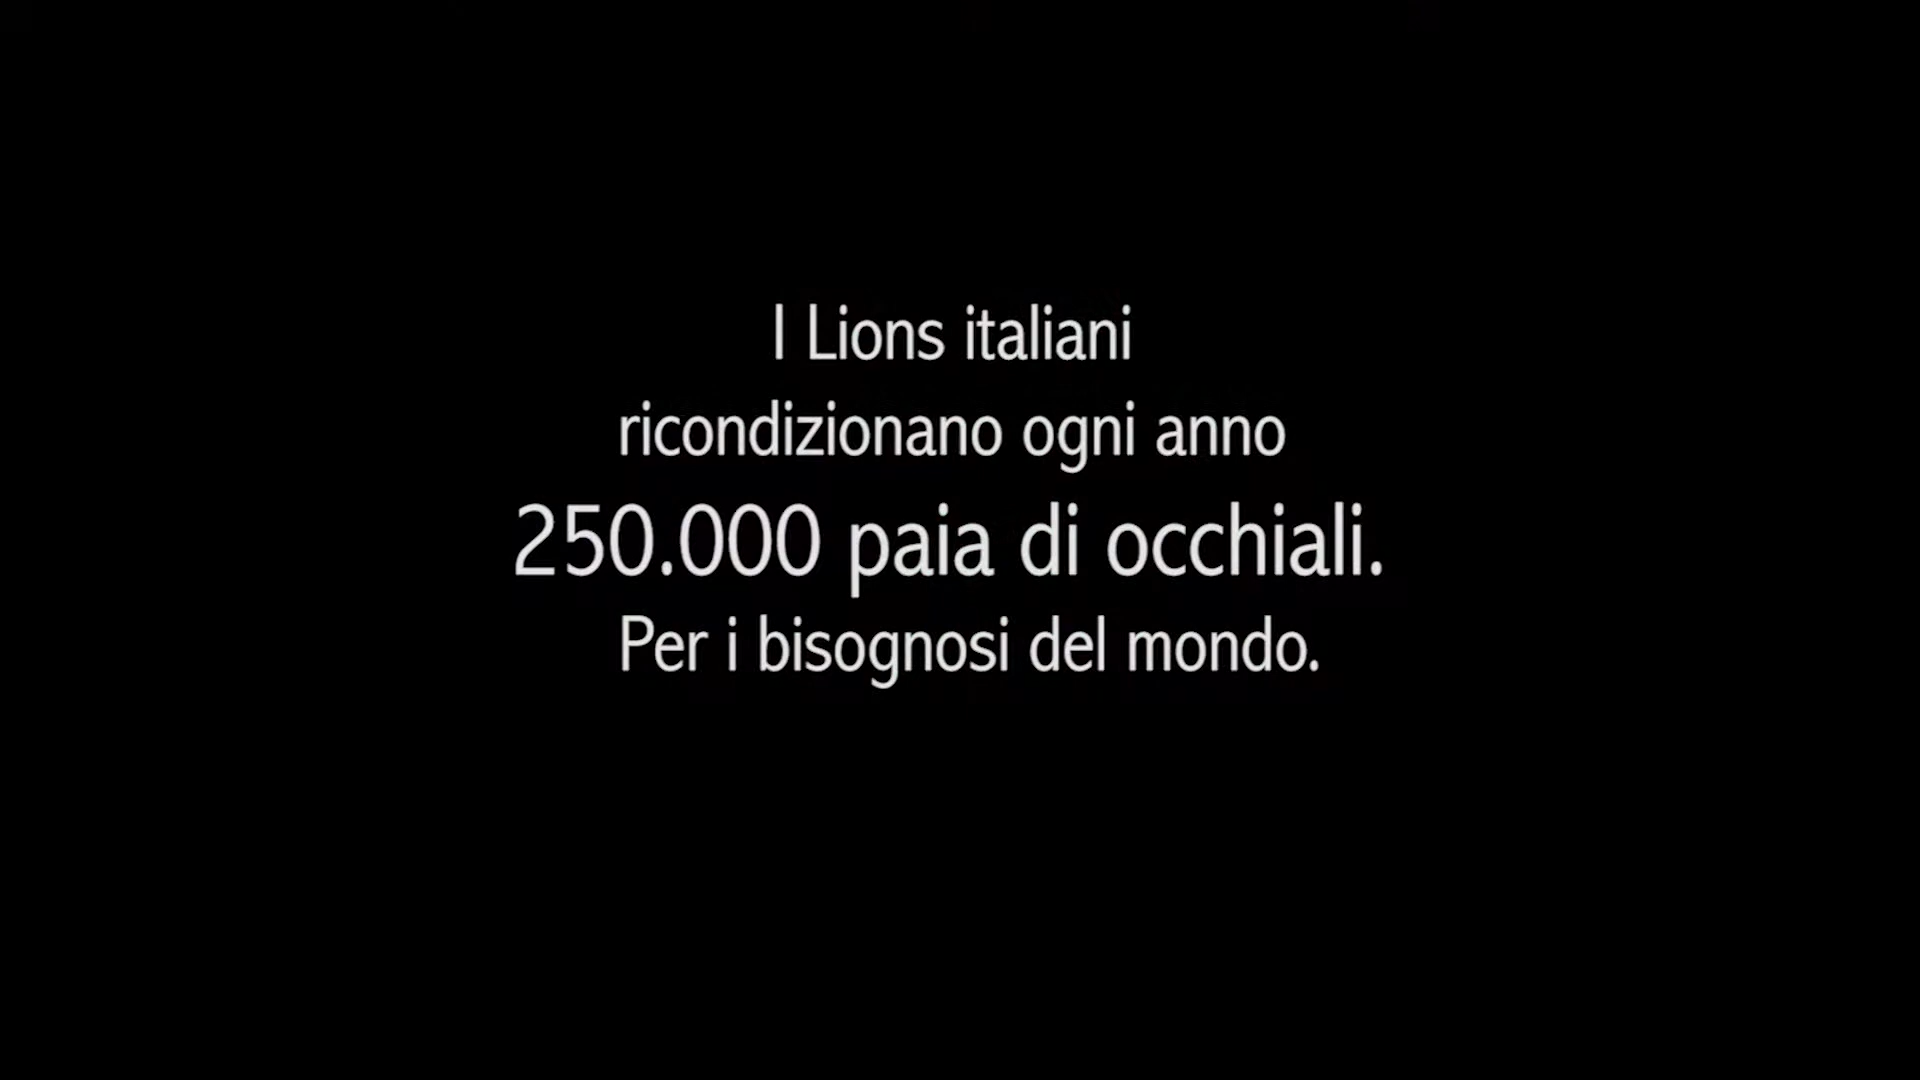 I Lions italiani
ricondizionano ogni anno
250.000 paia di occhiali.
Per i bisognosi del mondo.